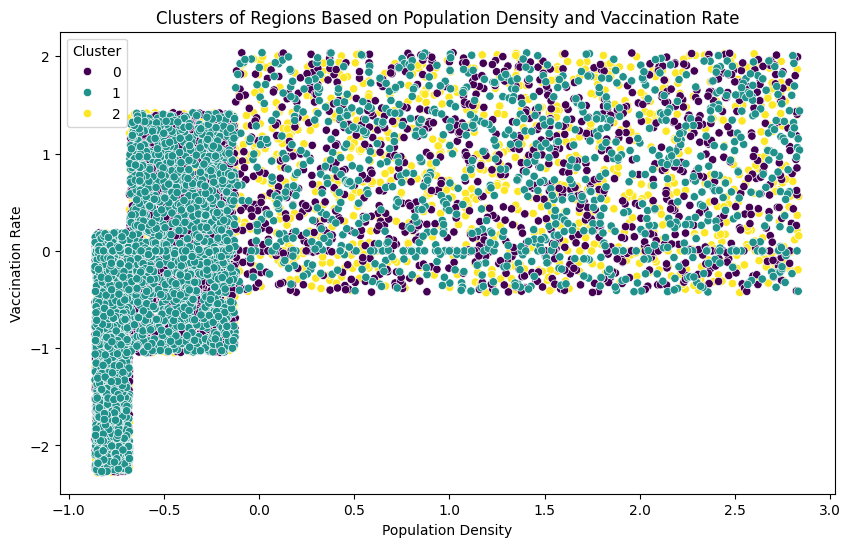 Clusters of Regions Based on Population Density and Vaccination Rate
Cluster
0
1
2
2
1
0
−1
−2
Vaccination Rate
−1.0 −0.5 0.0 0.5 1.0 1.5 2.0 2.5 3.0
Population Density